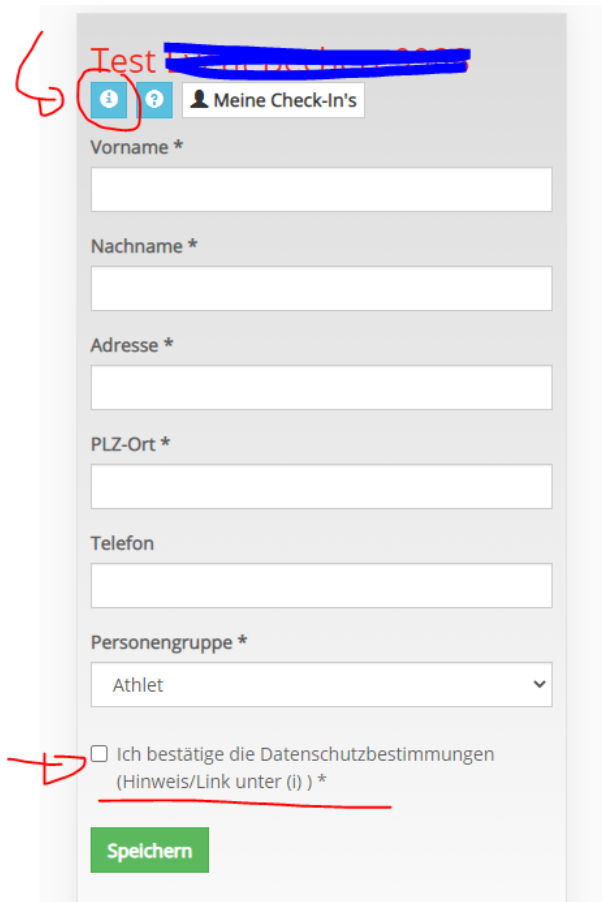 Test
Meine Check-In's
Vorname *
Nachname *
Adresse *
PLZ-Ort *
Telefon
Personengruppe *
Athlet
Ich bestätige die Datenschutzbestimmungen
(Hinweis/Link unter (i) ) *
Speichern